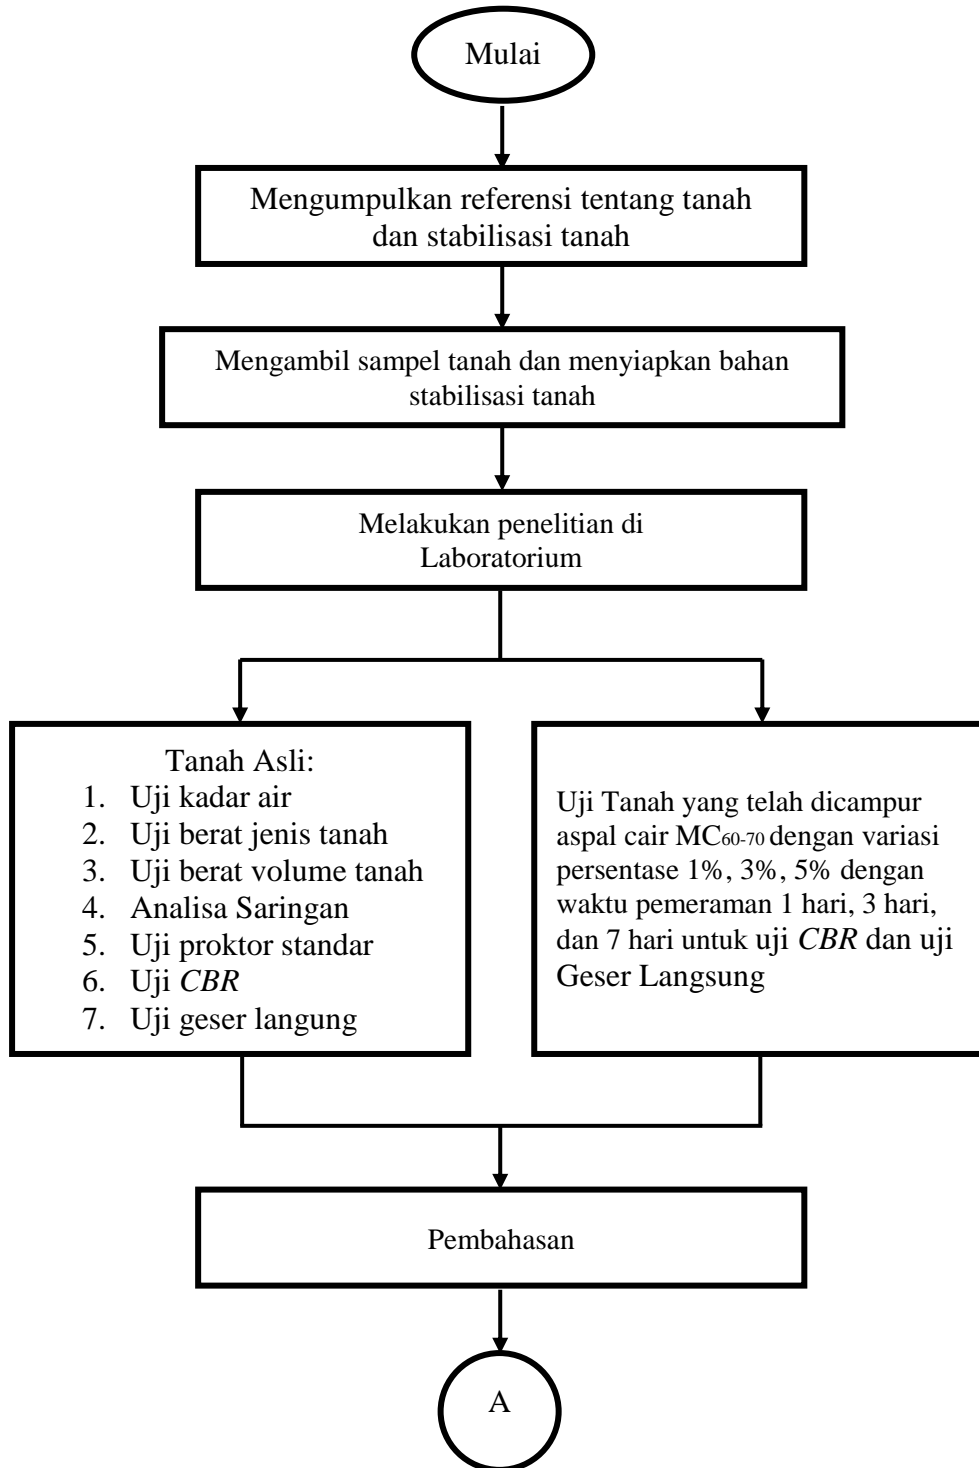 Mulai
Mengumpulkan referensi tentang tanah
dan stabilisasi tanah
Mengambil sampel tanah dan menyiapkan bahan
stabilisasi tanah
Melakukan penelitian di
Laboratorium
Tanah Asli:
1. Uji kadar air
2. Uji berat jenis tanah
3. Uji berat volume tanah
4. Analisa Saringan
5. Uji proktor standar
6. Uji CBR
7. Uji geser langung
Uji Tanah yang telah dicampur
aspal cair MC60-70 dengan variasi
persentase 1%, 3%, 5% dengan
waktu pemeraman 1 hari, 3 hari,
dan 7 hari untuk uji CBR dan uji
Geser Langsung
Pembahasan
A